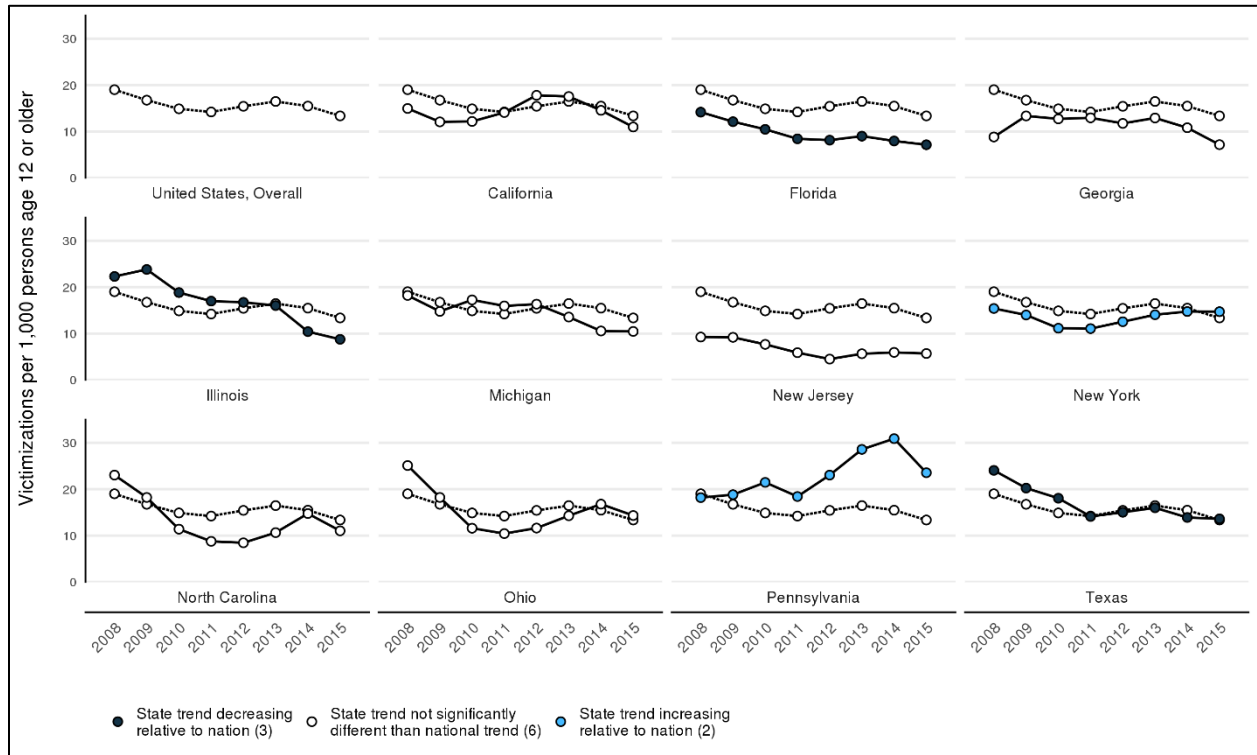 Victimizations per 1,000 persons age 12 or older
30
20
10
0
United States, Overall
California
Florida
Georgia
30
20
10
0
Illinois
Michigan
New Jersey
New York
30
20
10
0
North Carolina
Ohio
Pennsylvania
Texas
2008 2009 2010 2011 2012 2013 2014 2015
2008 2009 2010 2011 2012 2013 2014 2015
2008 2009 2010 2011 2012 2013 2014 2015
2008 2009 2010 2011 2012 2013 2014 2015
State trend decreasing
relative to nation (3)
State trend not significantly
different than national trend (6)
State trend increasing
relative to nation (2)